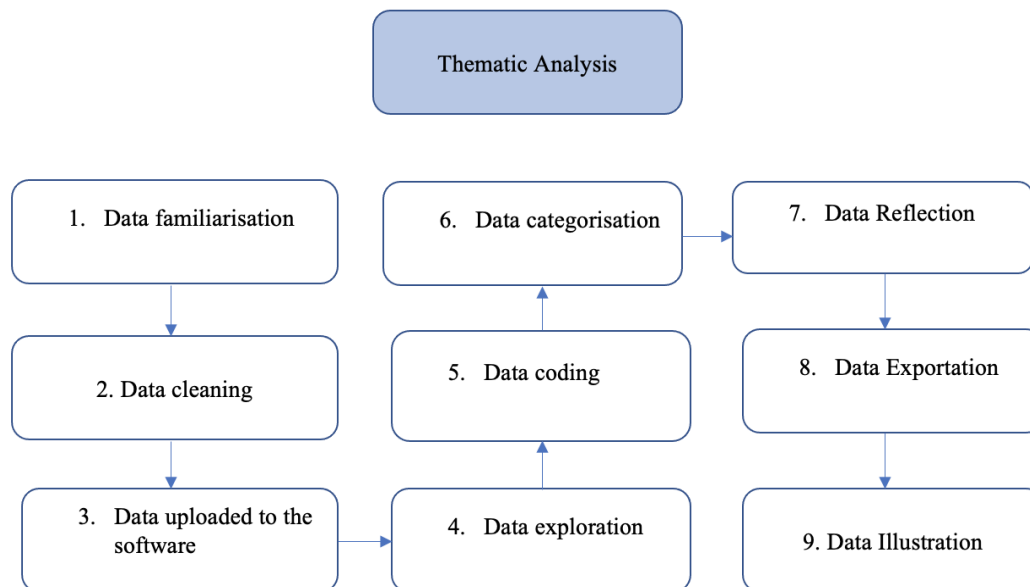 Thematic Analysis
1. Data familiarisation
2. Data cleaning
3. Data uploaded to the
software
4. Data exploration
5. Data coding
6. Data categorisation
7. Data Reflection
8. Data Exportation
9. Data Illustration